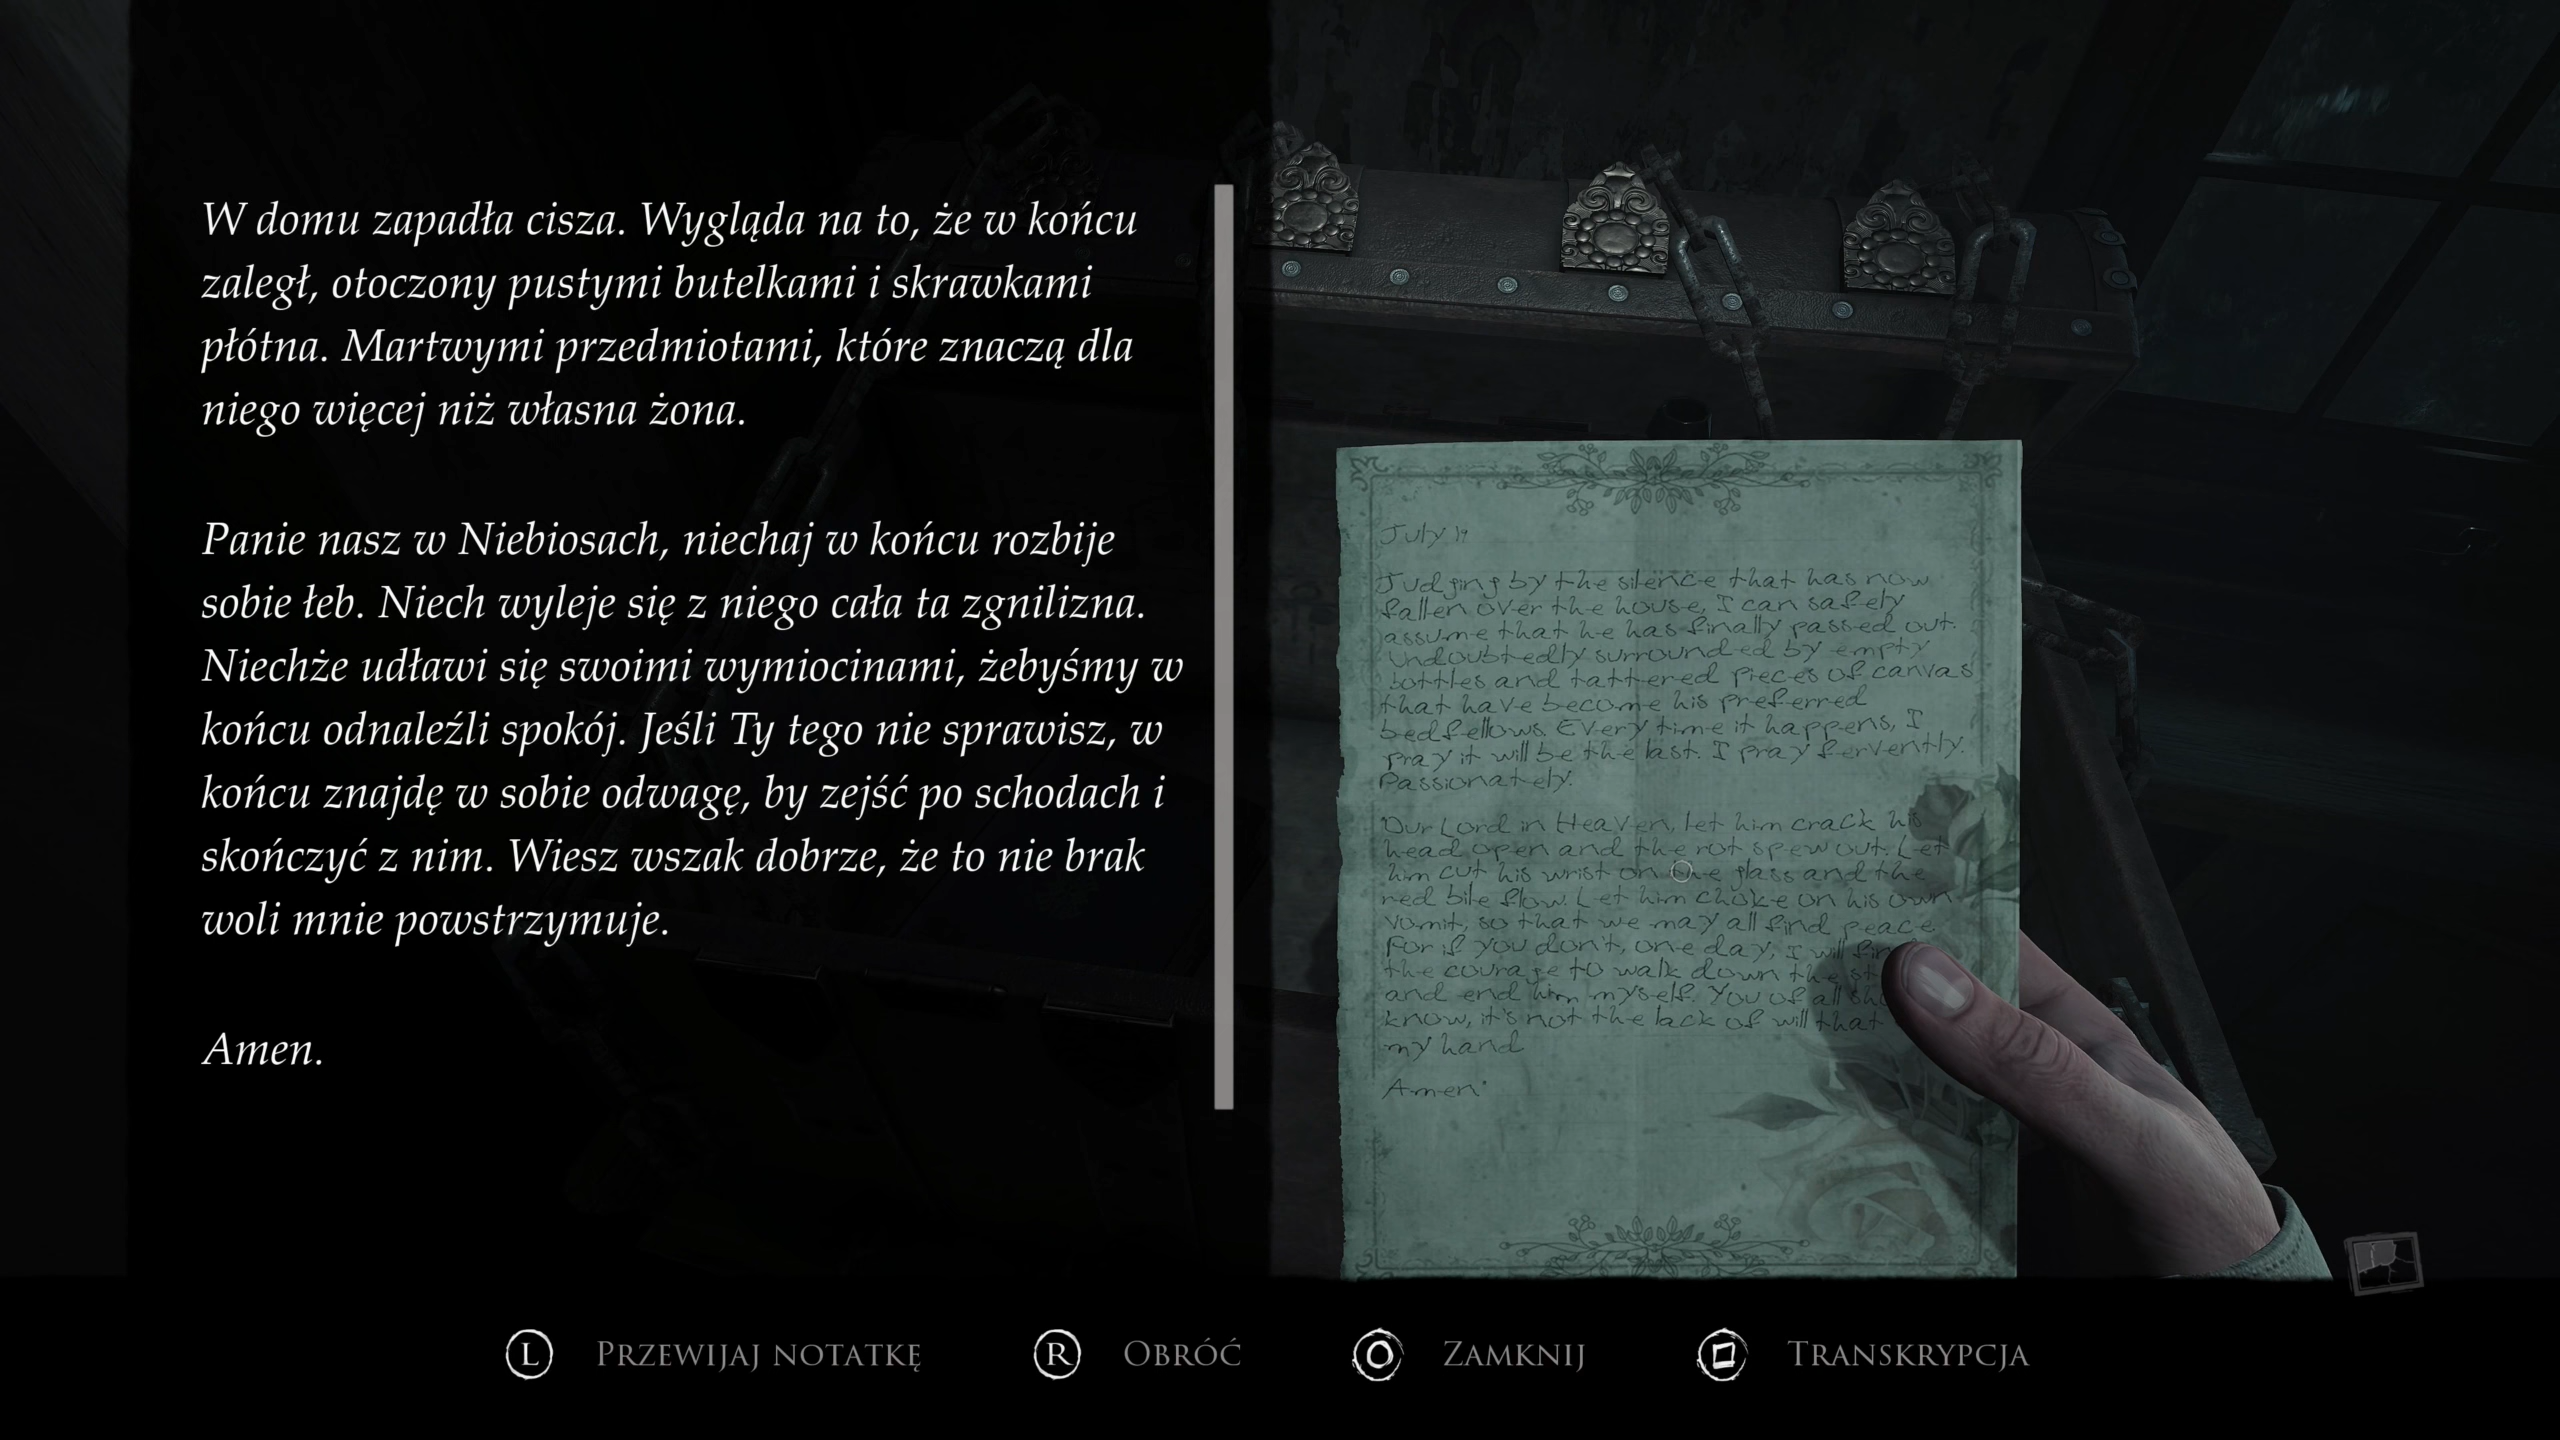 W domu zapadła cisza. Wygląda na to, że w końcu
zaległ, otoczony pustymi butelkami i skrawkami
płótna. Martwymi przedmiotami, które znaczą dla
niego więcej niż własna żona.
Panie nasz w Niebiosach, niechaj w końcu rozbije
sobie łeb. Niech wyleje się z niego cała ta zgnilizna.
Niechże udławi się swoimi wymiocinami, żebyśmy w
końcu odnaleźli spokój. Jeśli Ty tego nie sprawisz, w
końcu znajdę w sobie odwagę, by zejść po schodach i
skończyć z nim. Wiesz wszak dobrze, że to nie brak
woli mnie powstrzymuje.
Amen.
July 19
Judging by the silence that has now
fallen over the house, I can safely
assume that he has finally passed out.
Undoubtedly surrounded by empty
bottles and tattered pieces of canvas
that have become his preferred
bedfellows. Every time it happens, I
pray it will be the last. I pray fervently.
Passionately.
Our Lord in Heaven, let him crack his
head open and the rot spew out. Let
him cut his wrist on the glass and the
red bile flow. Let him choke on his own
vomit, so that we may all find peace.
For if you don't, one day, I will
the courage to walk down the
and end him myself. You of all
know, it's not the lack of will that
my hand
Amen
L PRZEWIJAJ NOTATKĘ R OBRÓĆ ZAMKNIJ TRANSKRYPCJA